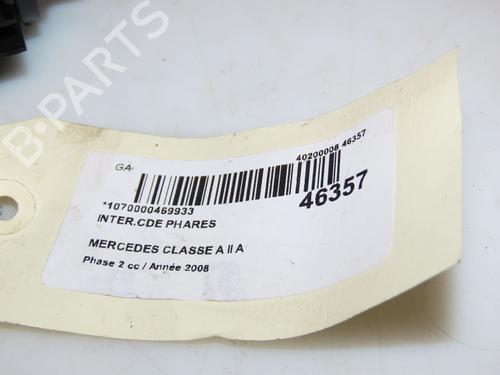 B-PARTS
GA
40200008 46357
*1070000469933
46357
INTER.CDE PHARES
MERCEDES CLASSE A II A
Phase 2 cc / Année 2008